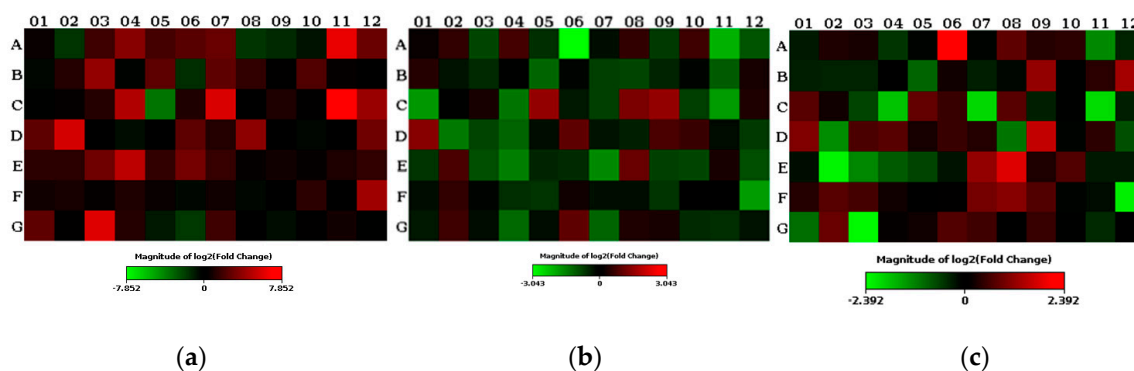 01 02 03 04 05 06 07 08 09 10 11 12
A
B
C
D
E
F
G
Magnitude of log2(Fold Change)
-7.852 0 7.852
(a)
01 02 03 04 05 06 07 08 09 10 11 12
A
B
C
D
E
F
G
Magnitude of log2(Fold Change)
-3.043 0 3.043
(b)
01 02 03 04 05 06 07 08 09 10 11 12
A
B
C
D
E
F
G
Magnitude of log2(Fold Change)
-2.392 0 2.392
(c)